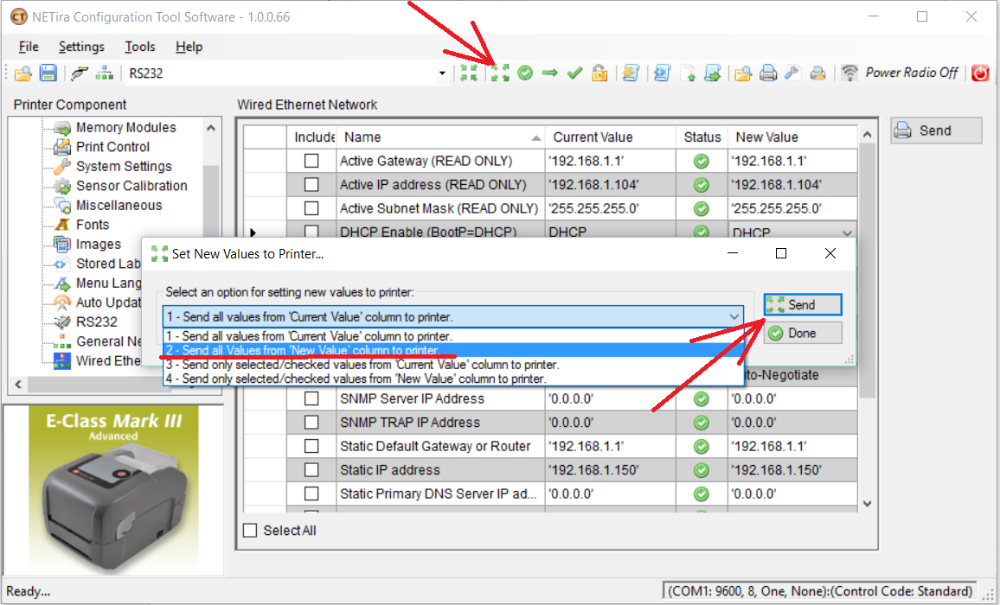 CT NETira Configuration Tool Software - 1.0.0.66
File Settings Tools Help
RS232 Power Radio Off
Printer Component
Memory Modules
Print Control
System Settings
Sensor Calibration
Miscellaneous
Fonts
Images
Stored Lab
Menu Lang
Auto Updat
RS232
General Ne
Wired Ethe
E-Class Mark III
Advanced
Wired Ethernet Network
Include Name Current Value Status New Value
Active Gateway (READ ONLY) '192.168.1.1' '192.168.1.1'
Active IP address (READ ONLY) '192.168.1.104' '192.168.1.104'
Active Subnet Mask (READ ONLY) '255.255.255.0' '255.255.255.0'
DHCP Enable (BootP=DHCP) DHCP DHCP
Set New Values to Printer...
Select an option for setting new values to printer:
1 - Send all values from 'Current Value' column to printer.
1 - Send all values from 'Current Value' column to printer.
2 - Send all Values from 'New Value' column to printer.
3 - Send only selected/checked values from 'Current Value' column to printer.
4 - Send only selected/checked values from 'New Value' column to printer.
Send
Done
to-Negotiate
SNMP Server IP Address '0.0.0.0' '0.0.0.0'
SNMP TRAP IP Address '0.0.0.0' '0.0.0.0'
Static Default Gateway or Router '192.168.1.1' '192.168.1.1'
Static IP address '192.168.1.150' '192.168.1.150'
Static Primary DNS Server IP ad... '0.0.0.0' '0.0.0.0'
Select All
Send
Ready...
(COM1: 9600, 8, One, None):(Control Code: Standard)